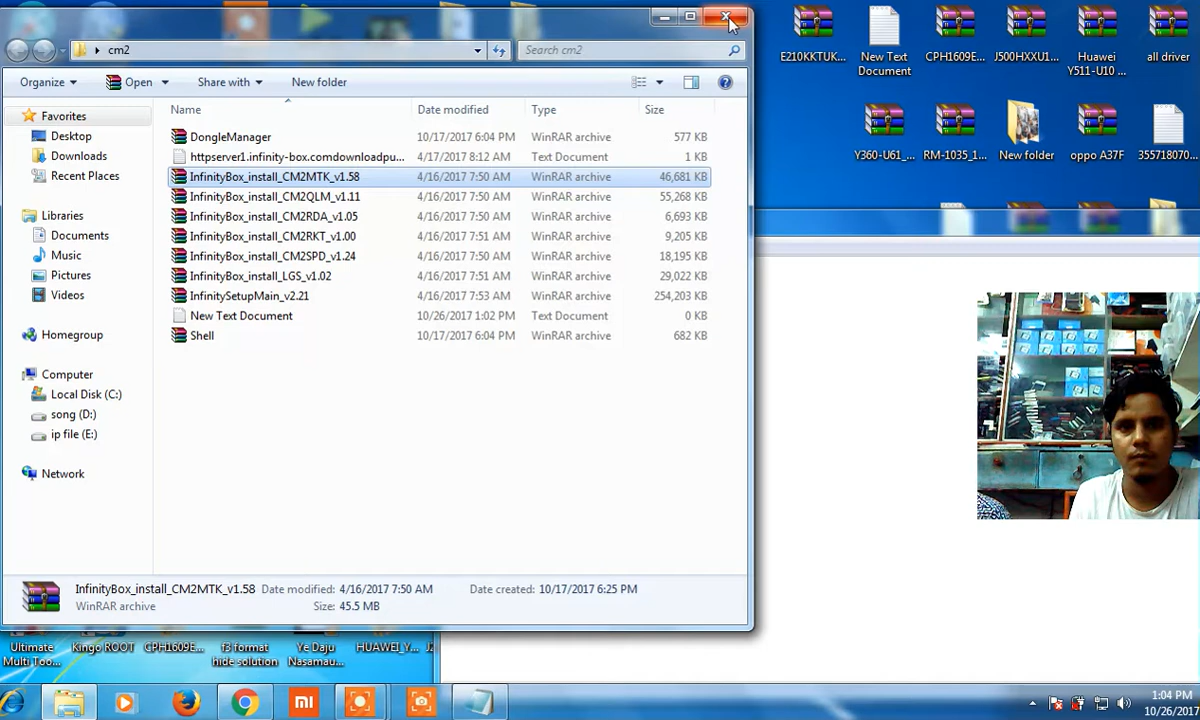 cm2
Search cm2
Organize
Open
Share with
New folder
Name
Date modified
Type
Size
Favorites
Desktop
Downloads
Recent Places
Libraries
Documents
Music
Pictures
Videos
Homegroup
Computer
Local Disk (C:)
song (D:)
ip file (E:)
Network
DongleManager 10/17/2017 6:04 PM WinRAR archive 577 KB
httpserver1.infinity-box.comdownloadpu... 4/17/2017 8:12 AM Text Document 1 KB
InfinityBox_install_CM2MTK_v1.58 4/16/2017 7:50 AM WinRAR archive 46,681 KB
InfinityBox_install_CM2QLM_v1.11 4/16/2017 7:50 AM WinRAR archive 55,268 KB
InfinityBox_install_CM2RDA_v1.05 4/16/2017 7:50 AM WinRAR archive 6,693 KB
InfinityBox_install_CM2RKT_v1.00 4/16/2017 7:51 AM WinRAR archive 9,205 KB
InfinityBox_install_CM2SPD_v1.24 4/16/2017 7:50 AM WinRAR archive 18,195 KB
InfinityBox_install_LGS_v1.02 4/16/2017 7:51 AM WinRAR archive 29,022 KB
InfinitySetupMain_v2.21 4/16/2017 7:53 AM WinRAR archive 254,203 KB
New Text Document 10/26/2017 1:02 PM Text Document 0 KB
Shell 10/17/2017 6:04 PM WinRAR archive 682 KB
InfinityBox_install_CM2MTK_v1.58 Date modified: 4/16/2017 7:50 AM Date created: 10/17/2017 6:25 PM
WinRAR archive Size: 45.5 MB
E210KKTUK...
New Text
Document
CPH1609E...
J500HXXU1...
Huawei
Y511-U10 ...
all driver
Y360-U61_...
RM-1035_1...
New folder
oppo A37F
355718070...
Ultimate
Multi Too...
Kingo ROOT
CPH1609E...
f3 format
hide solution
Ye Daju
Nasamau...
HUAWEI_Y...
mi
1:04 PM
10/26/2017